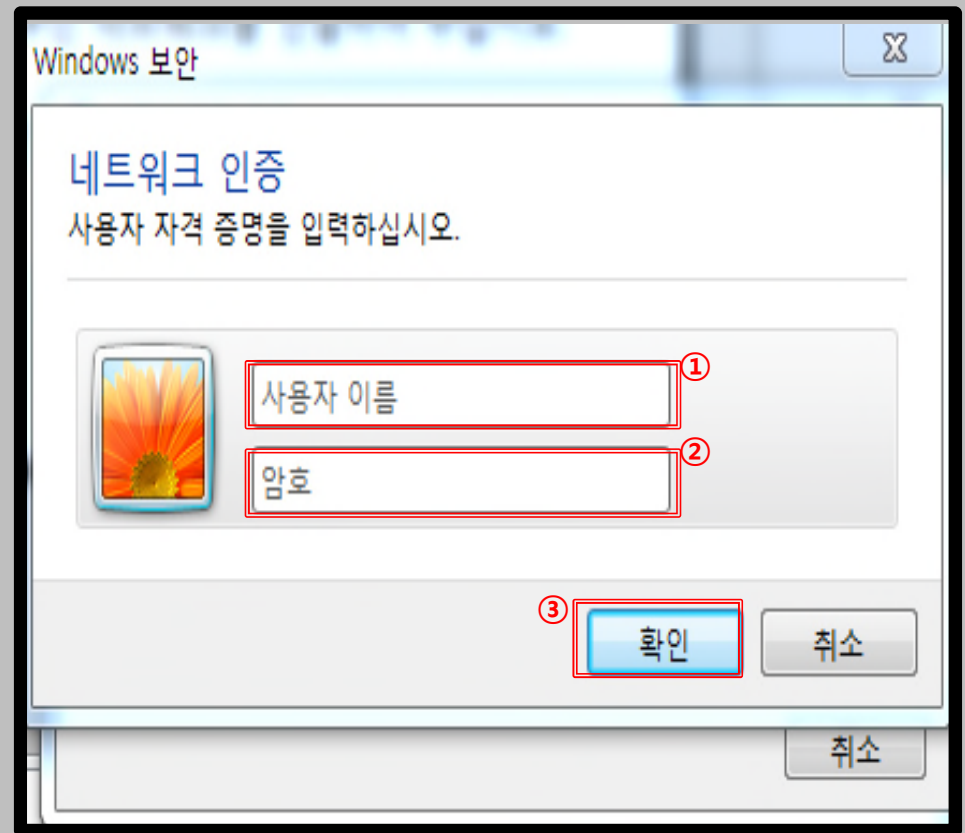 Windows 보안
네트워크 인증
사용자 자격 증명을 입력하십시오.
사용자 이름
①
암호
②
③
확인
취소
취소